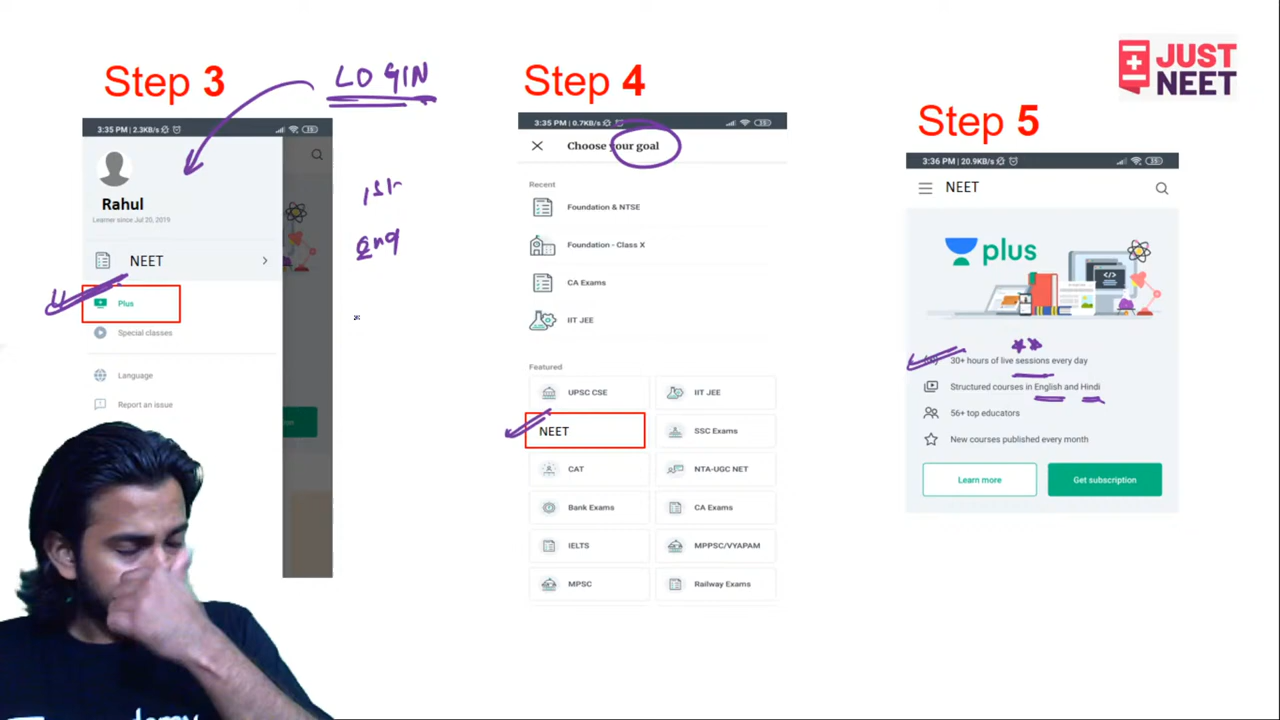 JUST
NEET
Step 3
LOGIN
3:35 PM | 2.3KB/s
Rahul
Learner since Jul 20, 2019
NEET
Plus
Special classes
Language
Report an issue
1st
2nd
Step 4
3:35 PM | 0.7KB/s
Choose your goal
Recent
Foundation & NTSE
Foundation - Class X
CA Exams
IIT JEE
Featured
UPSC CSE IIT JEE
NEET SSC Exams
CAT NTA-UGC NET
Bank Exams CA Exams
IELTS MPPSC/VYAPAM
MPSC Railway Exams
Step 5
3:36 PM | 20.9KB/s
NEET
plus
30+ hours of live sessions every day
Structured courses in English and Hindi
56+ top educators
New courses published every month
Learn more Get subscription